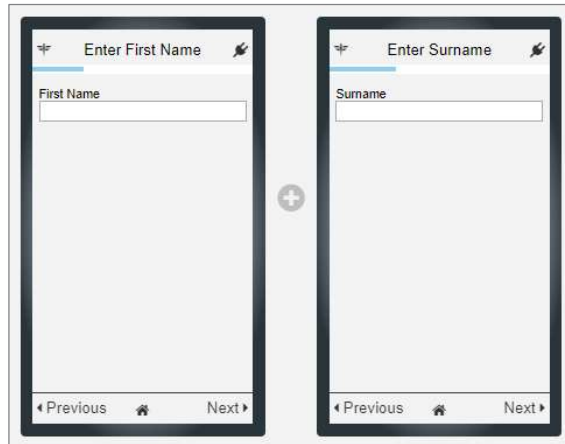 Enter First Name
First Name
Previous
Next
Enter Surname
Surname
Previous
Next